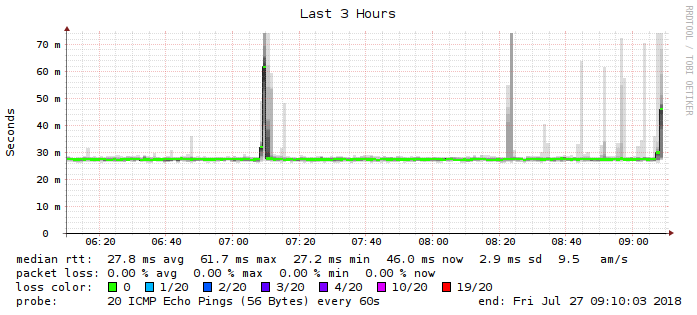 Last 3 Hours
RRDTOOL / TOBI OETIKER
Seconds
70 m
60 m
50 m
40 m
30 m
20 m
10 m
0
06:20 06:40 07:00 07:20 07:40 08:00 08:20 08:40 09:00
median rtt: 27.8 ms avg 61.7 ms max 27.2 ms min 46.0 ms now 2.9 ms sd 9.5 am/s
packet loss: 0.00 % avg 0.00 % max 0.00 % min 0.00 % now
loss color: 0 1/20 2/20 3/20 4/20 10/20 19/20
probe: 20 ICMP Echo Pings (56 Bytes) every 60s end: Fri Jul 27 09:10:03 2018